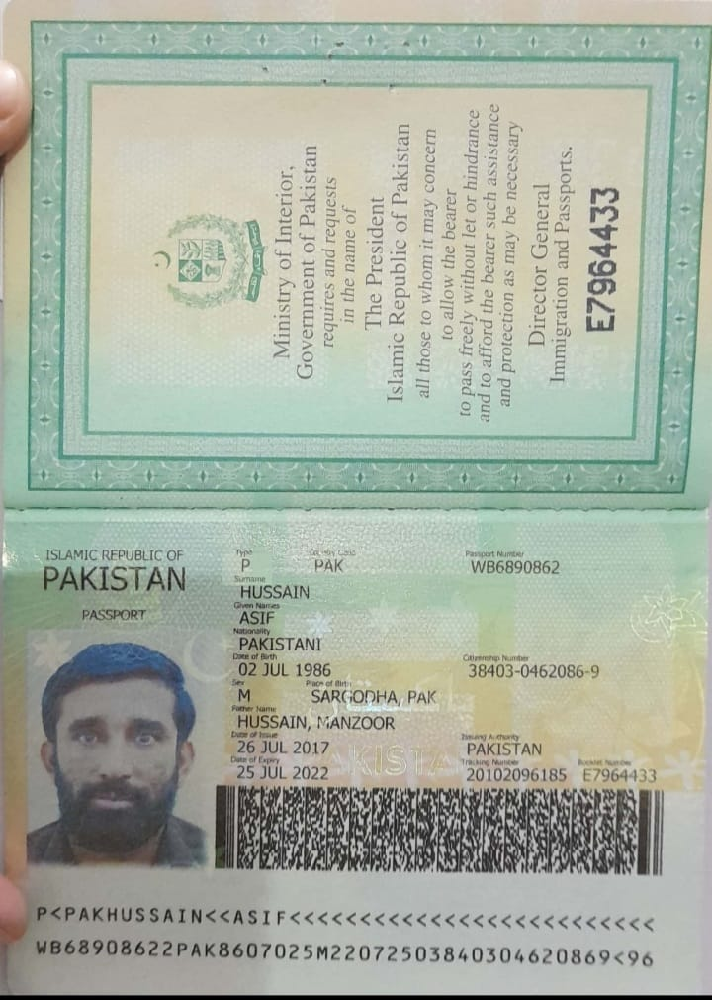 Ministry of Interior,
Government of Pakistan
requires and requests
in the name of
The President
Islamic Republic of Pakistan
all those to whom it may concern
to allow the bearer
to pass freely without let or hindrance
and to afford the bearer such assistance
and protection as may be necessary
Director General
Immigration and Passports.
E7964433
ISLAMIC REPUBLIC OF
PAKISTAN
PASSPORT
Type Country Code Passport Number
P PAK WB6890862
Surname
HUSSAIN
Given Names
ASIF
Nationality
PAKISTANI
Date of Birth Citizenship Number
02 JUL 1986 38403-0462086-9
Sex Place of Birth
M SARGODHA, PAK
Father Name
HUSSAIN, MANZOOR
Date of Issue Issuing Authority
26 JUL 2017 PAKISTAN
Date of Expiry Tracking Number Booklet Number
25 JUL 2022 20102096185 E7964433
P<PAKHUSSAIN<<ASIF<<<<<<<<<<<<<<<<<<<<<<<<<<
WB68908622PAK8607025M22072503840304620869<96